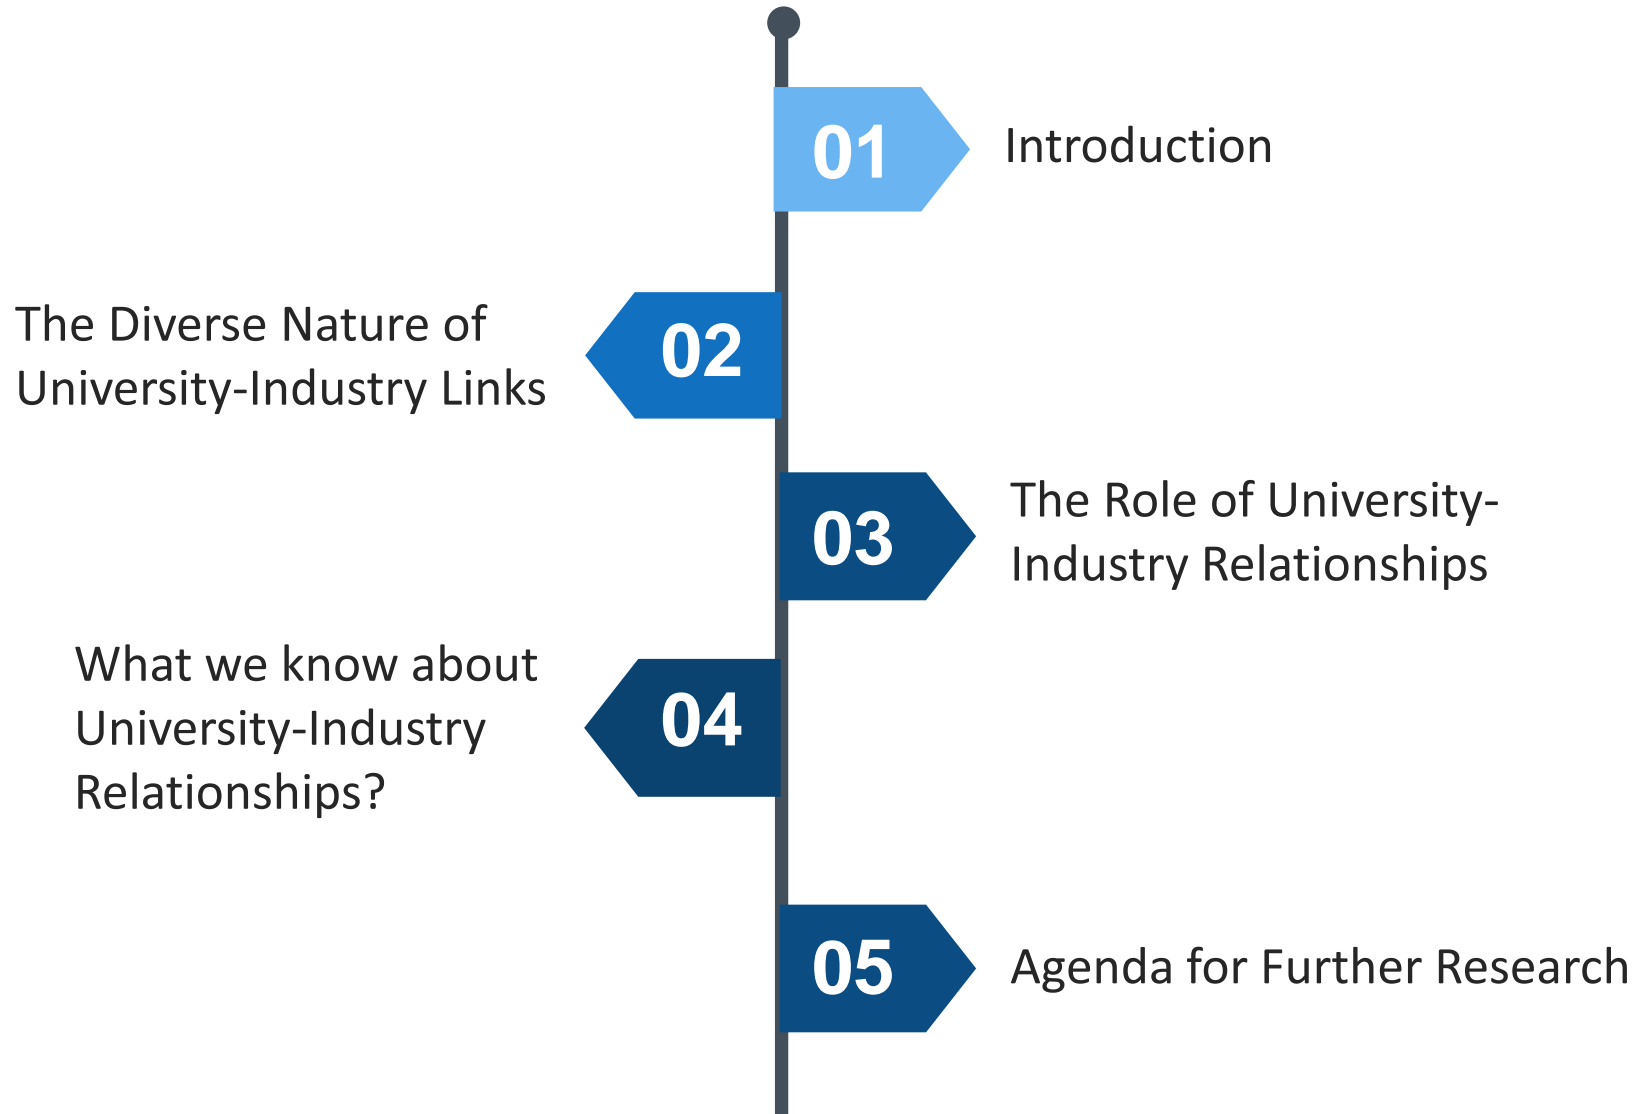 01
Introduction
02
The Diverse Nature of
University-Industry Links
03
The Role of University-
Industry Relationships
04
What we know about
University-Industry
Relationships?
05
Agenda for Further Research